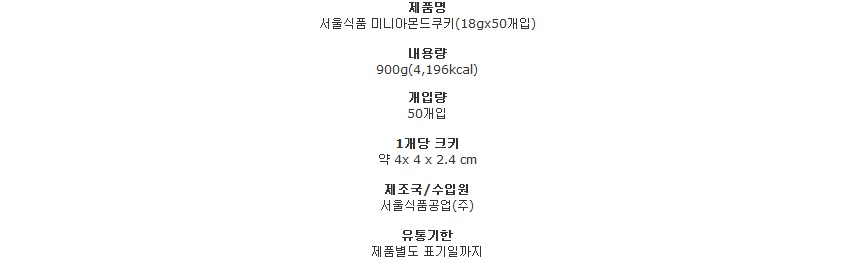 제품명
서울식품 미니아몬드쿠키(18gx50개입)
내용량
900g(4,196kcal)
개입량
50개입
1개당 크키
약 4x 4 x 2.4 cm
제조국/수입원
서울식품공업(주)
유통기한
제품별도 표기일까지